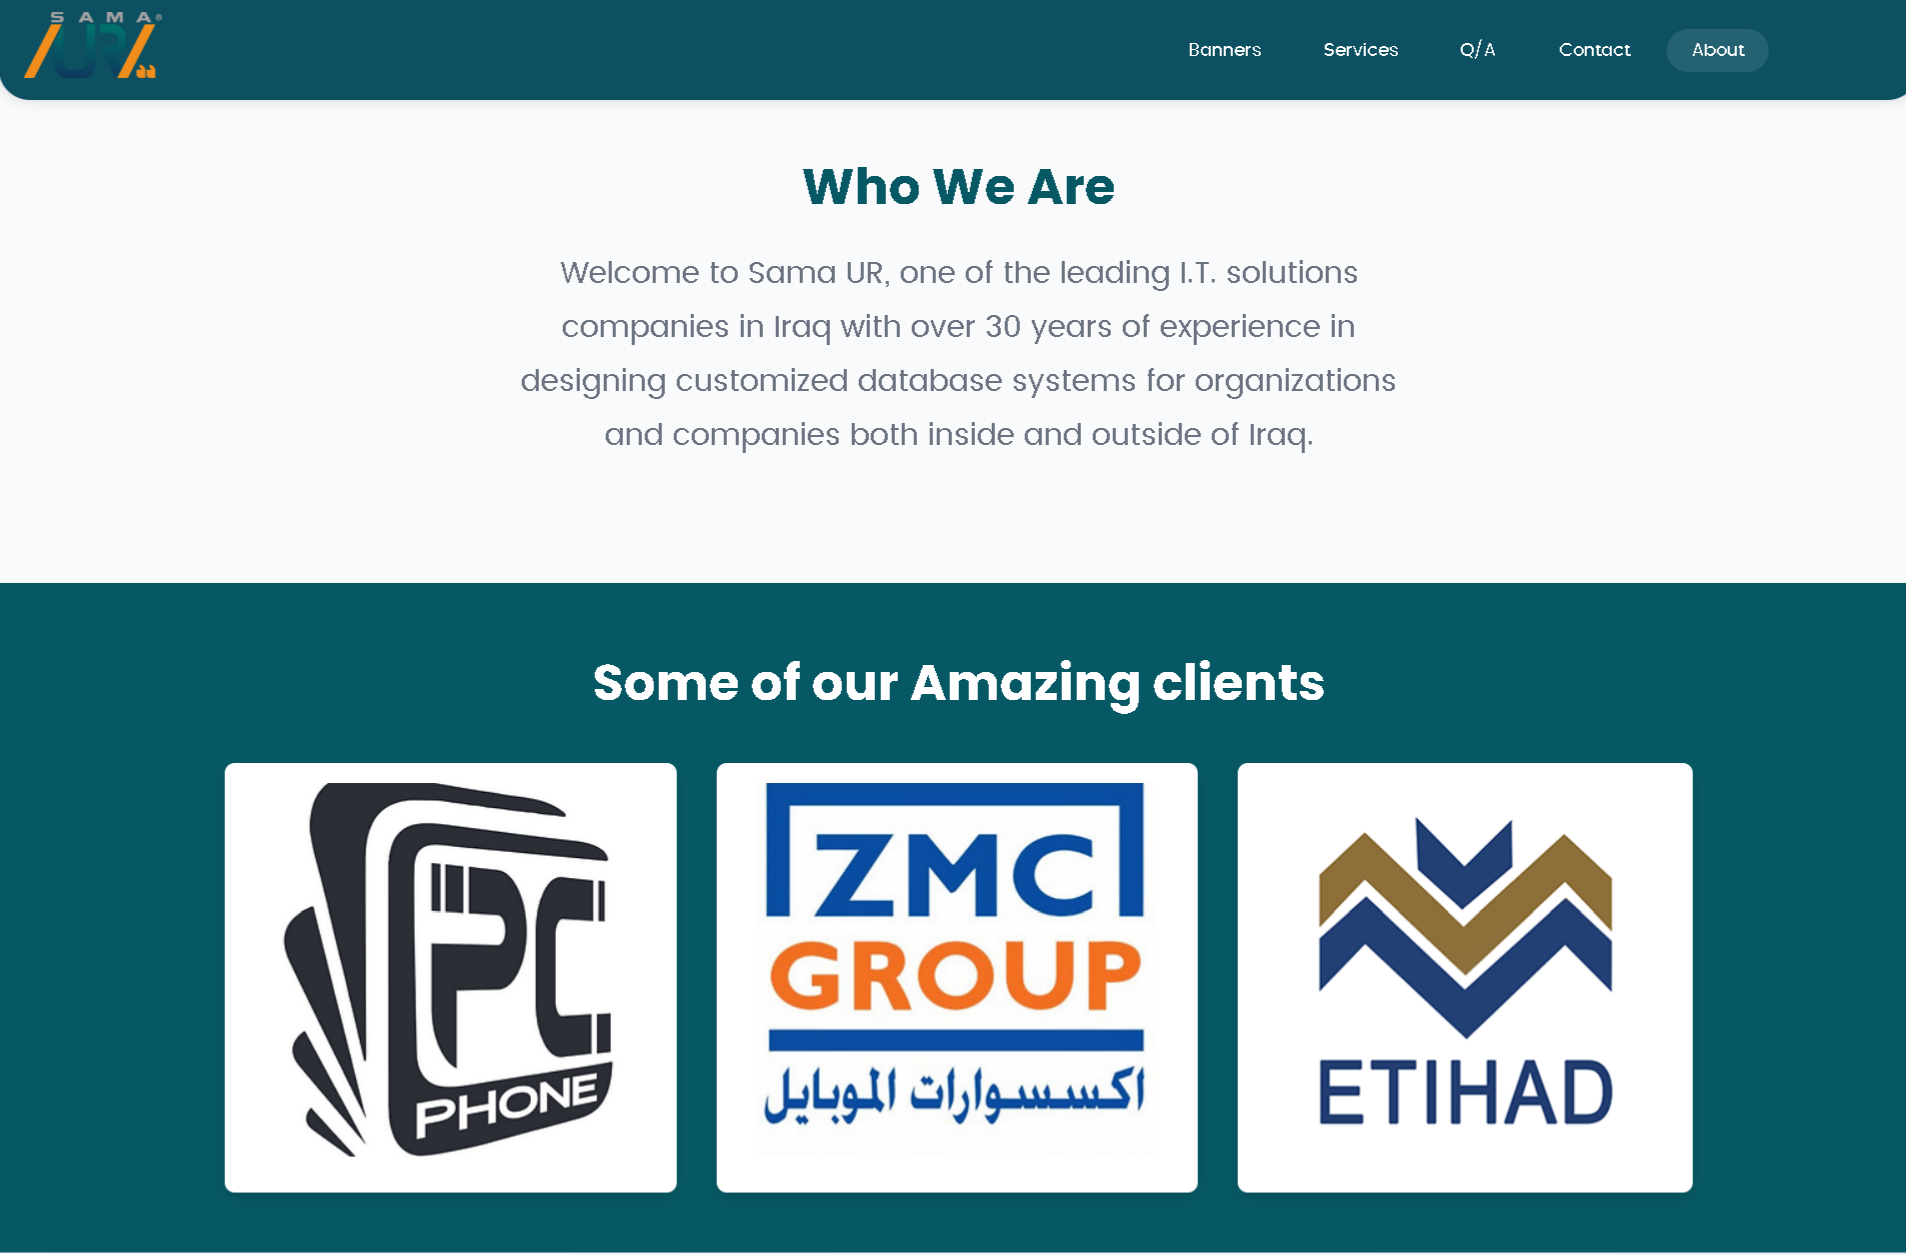 SAMA®
UR
Banners Services Q/A Contact About
Who We Are
Welcome to Sama UR, one of the leading I.T. solutions
companies in Iraq with over 30 years of experience in
designing customized database systems for organizations
and companies both inside and outside of Iraq.
Some of our Amazing clients
PC
PHONE
ZMC
GROUP
اكسسوارات الموبايل
ETIHAD